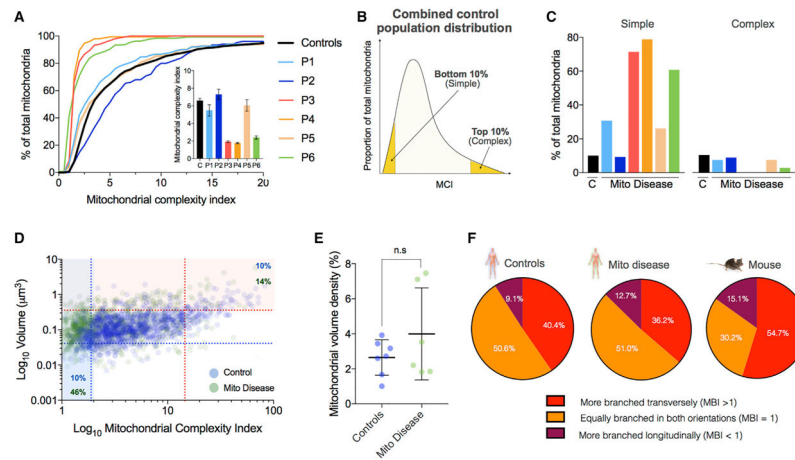 A
% of total mitochondria
100
80
60
40
20
0
0
5
10
15
20
Mitochondrial complexity index
Mitochondrial complexity index
10
8
6
4
2
0
C P1 P2 P3 P4 P5 P6
Controls
P1
P2
P3
P4
P5
P6
B
Combined control
population distribution
Proportion of total mitochondria
Bottom 10%
(Simple)
Top 10%
(Complex)
MCI
C
Simple
Complex
% of total mitochondria
80
60
40
20
0
C Mito Disease
C Mito Disease
D
Log10 Volume (μm3)
100
10
1
0.1
0.01
0.001
1
10
100
Log10 Mitochondrial Complexity Index
10%
14%
10%
46%
Control
Mito Disease
E
Mitochondrial volume density (%)
8
6
4
2
0
n.s
Controls
Mito Disease
F
Controls
Mito disease
Mouse
9.1%
40.4%
50.6%
12.7%
36.2%
51.0%
15.1%
30.2%
54.7%
More branched transversely (MBI >1)
Equally branched in both orientations (MBI = 1)
More branched longitudinally (MBI < 1)